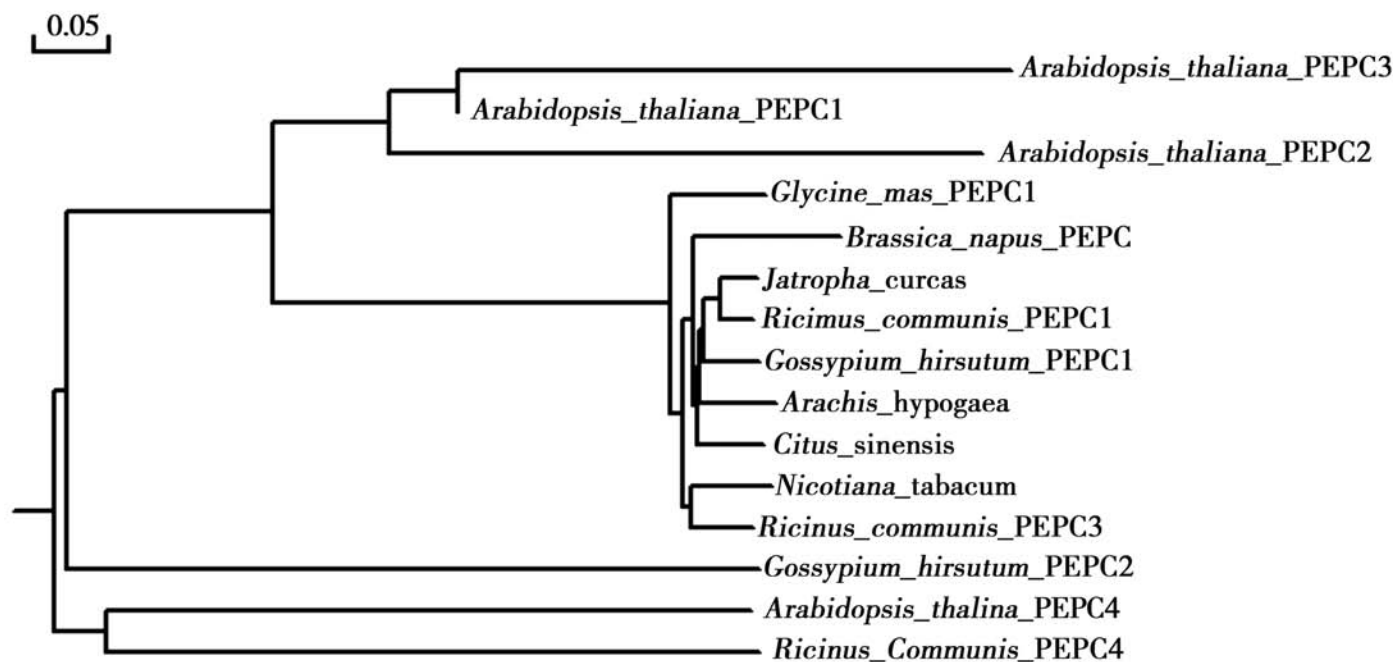 0.05
Arabidopsis_thaliana_PEPC3
Arabidopsis_thaliana_PEPC1
Arabidopsis_thaliana_PEPC2
Glycine_mas_PEPC1
Brassica_napus_PEPC
Jatropha_curcas
Ricimus_communis_PEPC1
Gossypium_hirsutum_PEPC1
Arachis_hypogaea
Citus_sinensis
Nicotiana_tabacum
Ricinus_communis_PEPC3
Gossypium_hirsutum_PEPC2
Arabidopsis_thalina_PEPC4
Ricinus_Communis_PEPC4